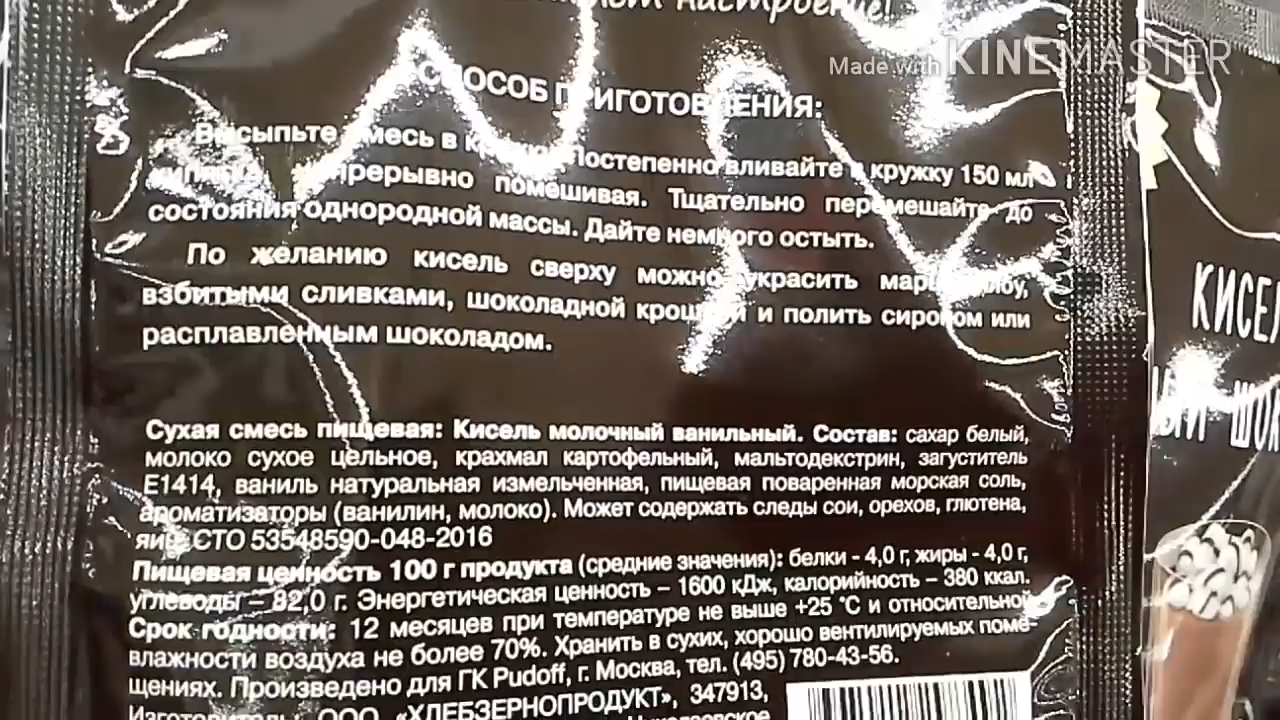 настроение!
Made with KINEMASTER
СПОСОБ ПРИГОТОВЛЕНИЯ:
Высыпьте смесь в Постепенно вливайте в кружку 150 мл
непрерывно помешивая. Тщательно перемешайте до
состояния однородной массы. Дайте немного остыть.
По желанию кисель сверху можно украсить
взбитыми сливками, шоколадной крошкой и полить сиропом или
расплавленным шоколадом.
Сухая смесь пищевая: Кисель молочный ванильный. Состав: сахар белый,
молоко сухое цельное, крахмал картофельный, мальтодекстрин, загуститель
Е1414, ваниль натуральная измельченная, пищевая поваренная морская соль,
ароматизаторы (ванилин, молоко). Может содержать следы сои, орехов, глютена,
яиц. СТО 53548590-048-2016
Пищевая ценность 100 г продукта (средние значения): белки - 4,0 г, жиры - 4,0 г,
углеводы – 82,0 г. Энергетическая ценность – 1600 кДж, калорийность – 380 ккал.
Срок годности: 12 месяцев при температуре не выше +25 °С и относительной
влажности воздуха не более 70%. Хранить в сухих, хорошо вентилируемых поме-
щениях. Произведено для ГК Pudoff, г. Москва, тел. (495) 780-43-56.
Изготовитель: ООО «ХЛЕБЗЕРНОПРОДУКТ», 347913,
КИСЕЛ
ШОК